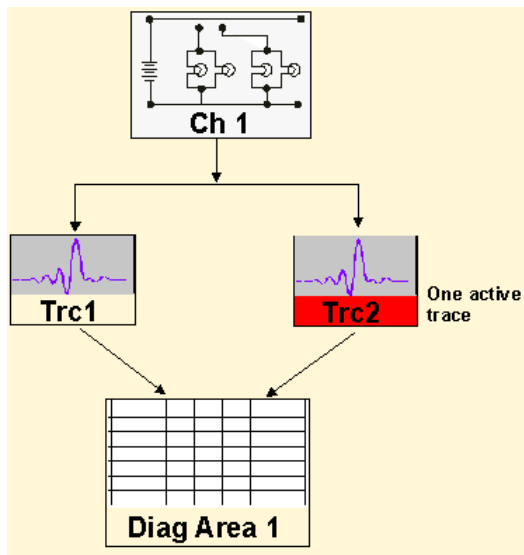 Ch 1
Trc1
Trc2
One active
trace
Diag Area 1